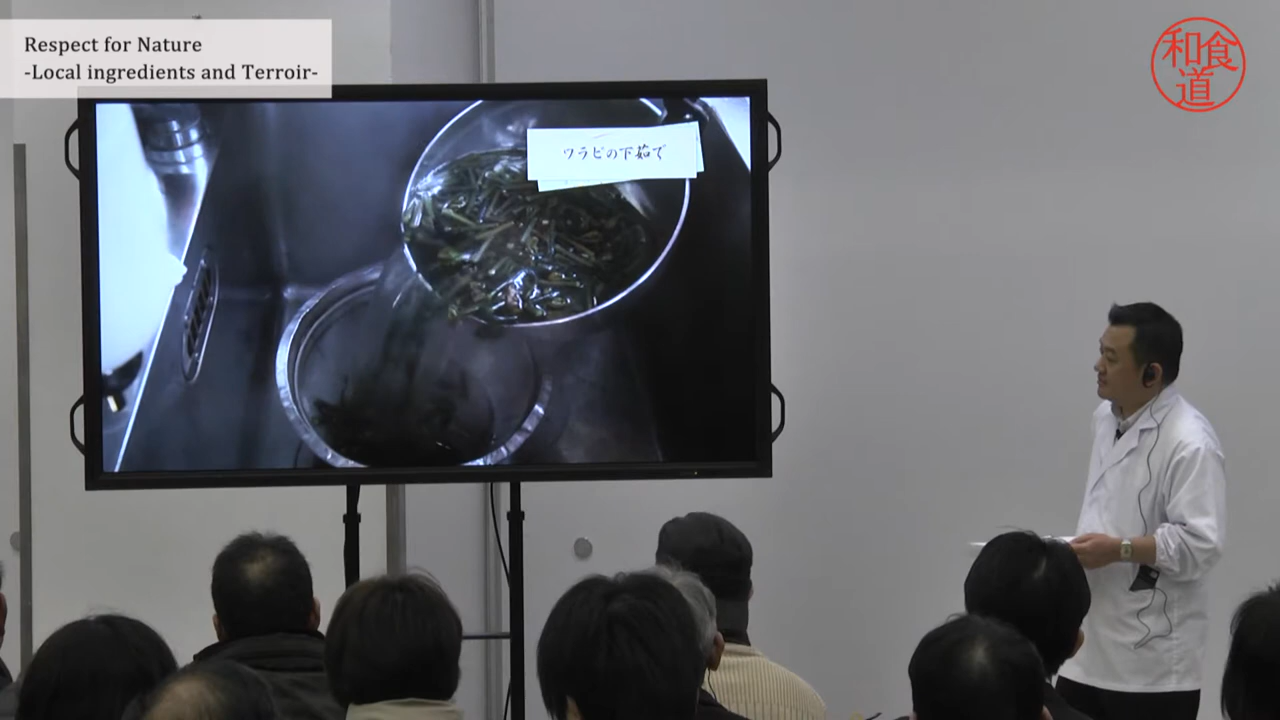 Respect for Nature
-Local ingredients and Terroir-
和食道
ワラビの下茹で